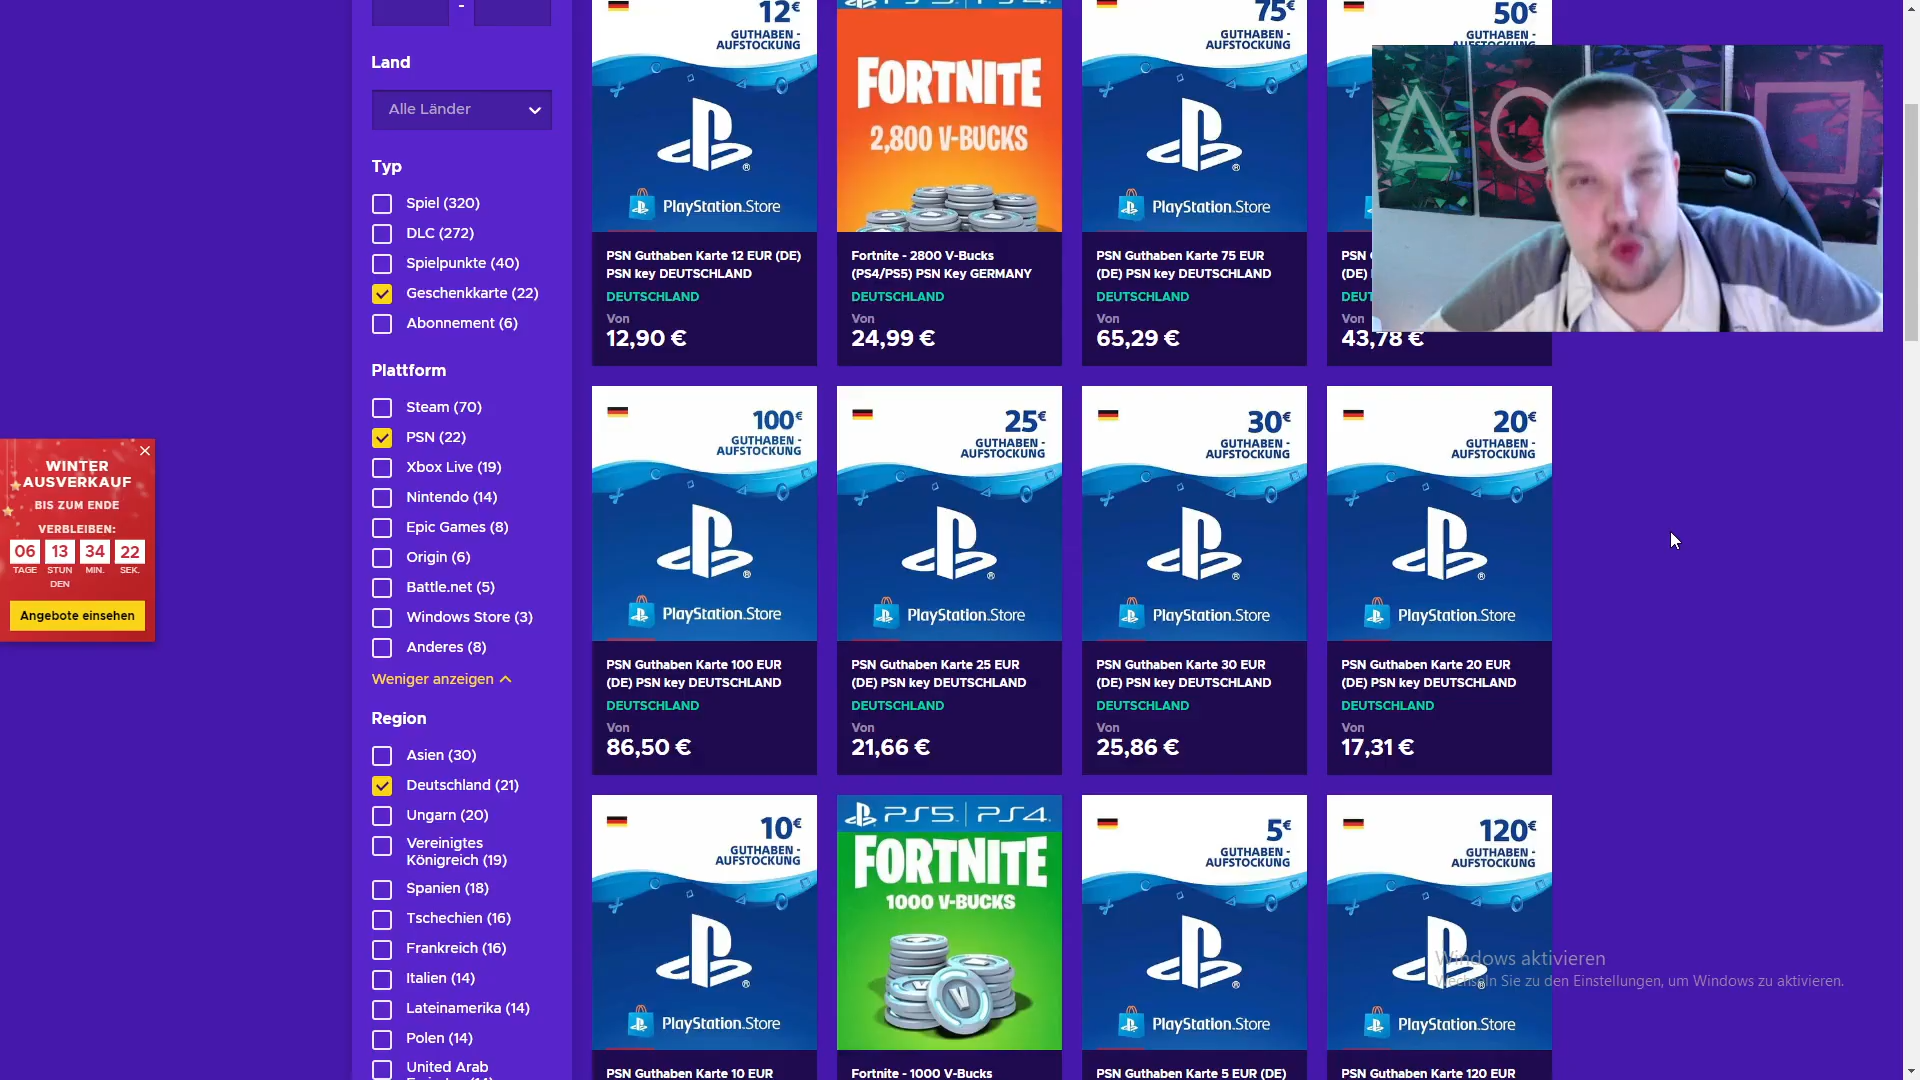 -
Land
Alle Länder
Typ
Spiel (320)
DLC (272)
Spielpunkte (40)
Geschenkkarte (22)
Abonnement (6)
Plattform
Steam (70)
PSN (22)
Xbox Live (19)
Nintendo (14)
Epic Games (8)
Origin (6)
Battle.net (5)
Windows Store (3)
Anderes (8)
Weniger anzeigen
Region
Asien (30)
Deutschland (21)
Ungarn (20)
Vereinigtes
Königreich (19)
Spanien (18)
Tschechien (16)
Frankreich (16)
Italien (14)
Lateinamerika (14)
Polen (14)
United Arab
WINTER
AUSVERKAUF
BIS ZUM ENDE
VERBLEIBEN:
06 13 34 22
TAGE STUN MIN. SEK.
DEN
Angebote einsehen
12€
GUTHABEN -
AUFSTOCKUNG
PlayStation.Store
PSN Guthaben Karte 12 EUR (DE)
PSN key DEUTSCHLAND
DEUTSCHLAND
Von
12,90 €
FORTNITE
2,800 V-BUCKS
Fortnite - 2800 V-Bucks
(PS4/PS5) PSN Key GERMANY
DEUTSCHLAND
Von
24,99 €
75€
GUTHABEN -
AUFSTOCKUNG
PlayStation.Store
PSN Guthaben Karte 75 EUR
(DE) PSN key DEUTSCHLAND
DEUTSCHLAND
Von
65,29 €
50€
GUTHABEN -
AUFSTOCKUNG
PSN
(DE)
Von
43,78 €
100€
GUTHABEN -
AUFSTOCKUNG
PlayStation.Store
PSN Guthaben Karte 100 EUR
(DE) PSN key DEUTSCHLAND
DEUTSCHLAND
Von
86,50 €
25€
GUTHABEN -
AUFSTOCKUNG
PlayStation.Store
PSN Guthaben Karte 25 EUR
(DE) PSN key DEUTSCHLAND
DEUTSCHLAND
Von
21,66 €
30€
GUTHABEN -
AUFSTOCKUNG
PlayStation.Store
PSN Guthaben Karte 30 EUR
(DE) PSN key DEUTSCHLAND
DEUTSCHLAND
Von
25,86 €
20€
GUTHABEN -
AUFSTOCKUNG
PlayStation.Store
PSN Guthaben Karte 20 EUR
(DE) PSN key DEUTSCHLAND
DEUTSCHLAND
Von
17,31 €
10€
GUTHABEN -
AUFSTOCKUNG
PlayStation.Store
PSN Guthaben Karte 10 EUR
PS5 | PS4
FORTNITE
1000 V-BUCKS
Fortnite - 1000 V-Bucks
5€
GUTHABEN -
AUFSTOCKUNG
PlayStation.Store
PSN Guthaben Karte 5 EUR (DE)
120€
GUTHABEN -
AUFSTOCKUNG
PlayStation.Store
PSN Guthaben Karte 120 EUR
Windows aktivieren
Wechseln Sie zu den Einstellungen, um Windows zu aktivieren.